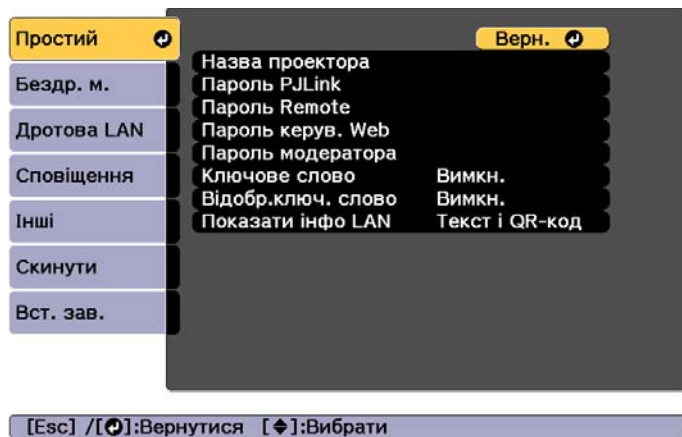 Простий
Бездр. м.
Дротова LAN
Сповіщення
Інші
Скинути
Вст. зав.
Верн.
Назва проектора
Пароль PJLink
Пароль Remote
Пароль керув. Web
Пароль модератора
Ключове слово Вимкн.
Відобр.ключ. слово Вимкн.
Показати інфо LAN Текст і QR-код
[Esc] /[⏎]:Вернутися [◆]:Вибрати